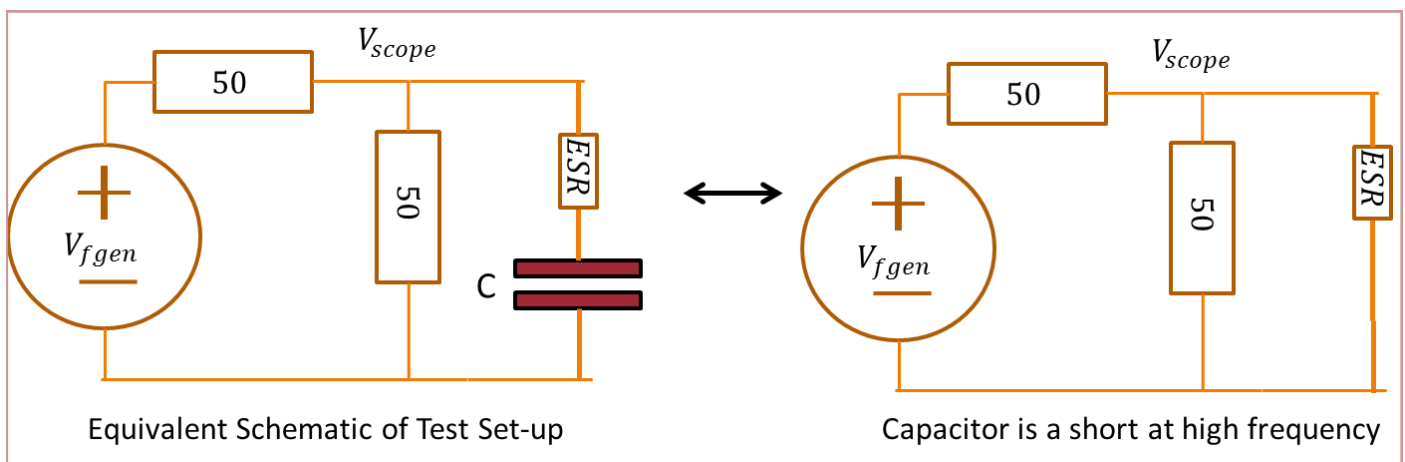 V_scope
50
50
ESR
+
V_fgen
−
C
Equivalent Schematic of Test Set-up
V_scope
50
50
ESR
+
V_fgen
−
Capacitor is a short at high frequency